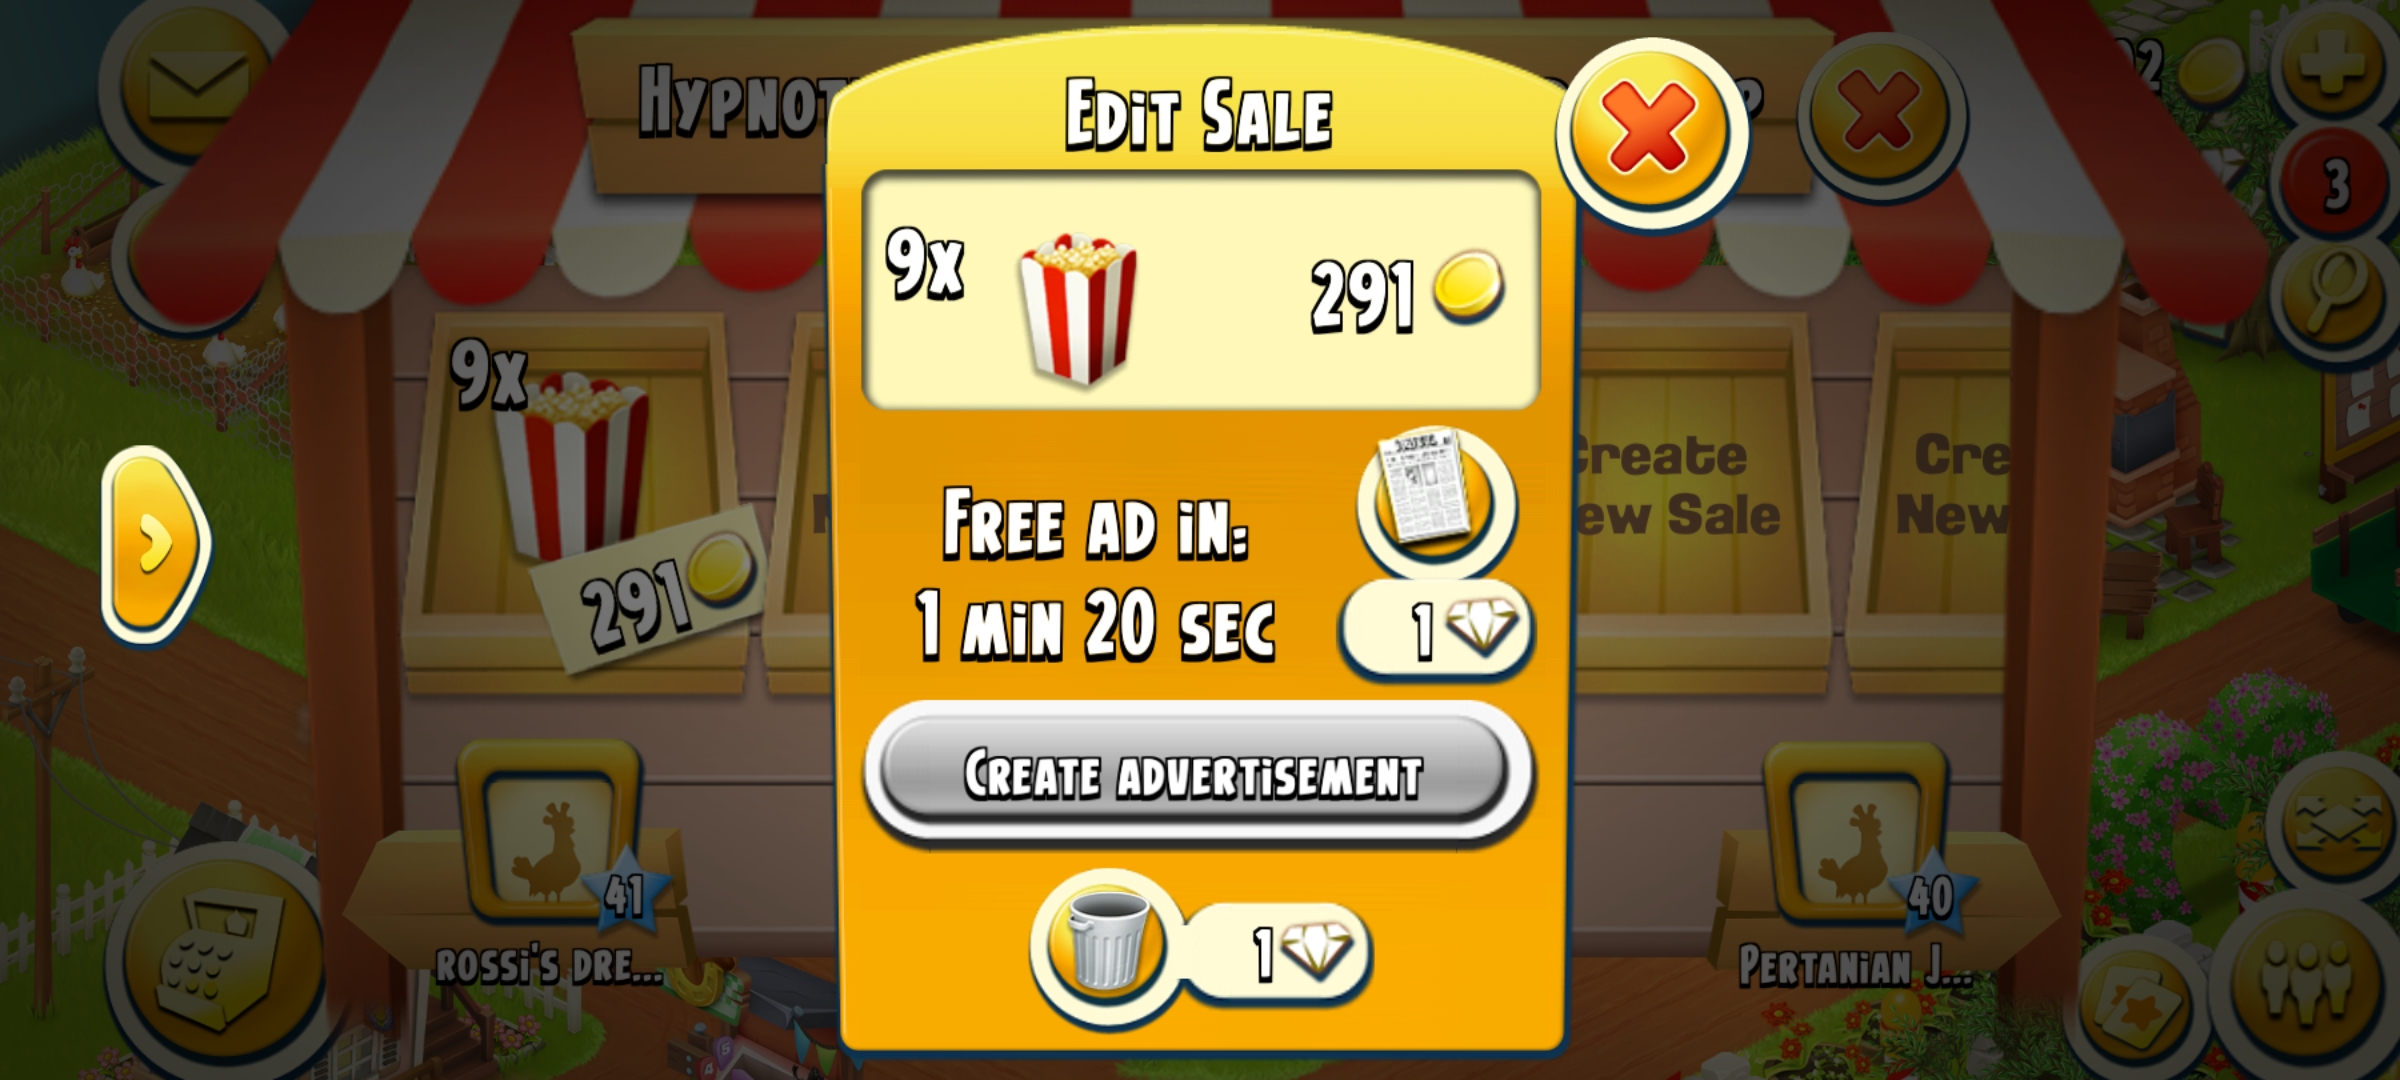 HYPNOT
EDIT SALE
3
9x
291
9x
291
FREE AD IN:
1 MIN 20 SEC
1
Create
New Sale
Cre
New
CREATE ADVERTISEMENT
1
41
ROSSI'S DRE...
40
PERTANIAN J...